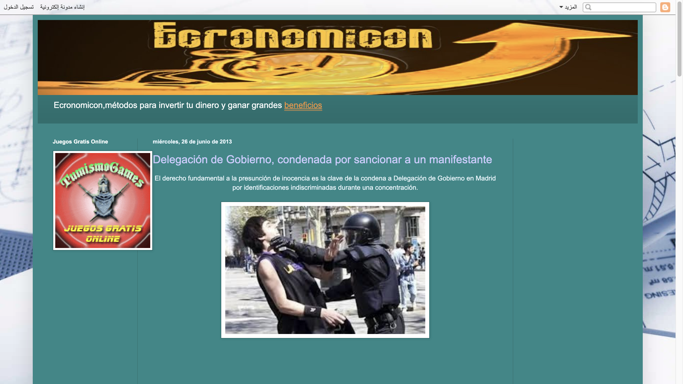 إنشاء مدونة إلكترونية تسجيل الدخول
المزيد
Ecronomicon
Ecronomicon,métodos para invertir tu dinero y ganar grandes beneficios
Juegos Gratis Online
TumismoGames
JUEGOS GRATIS
ONLINE
miércoles, 26 de junio de 2013
Delegación de Gobierno, condenada por sancionar a un manifestante
El derecho fundamental a la presunción de inocencia es la clave de la condena a Delegación de Gobierno en Madrid
por identificaciones indiscriminadas durante una concentración.